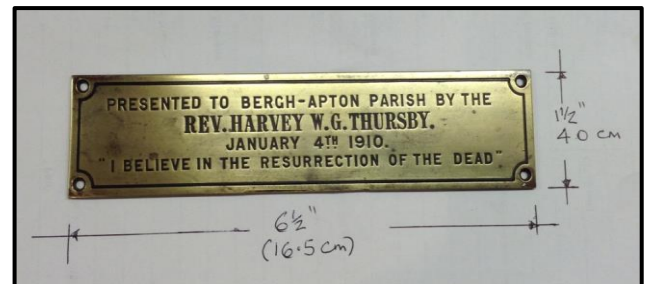 PRESENTED TO BERGH-APTON PARISH BY THE
REV. HARVEY W.G. THURSBY.
JANUARY 4TH 1910.
"I BELIEVE IN THE RESURRECTION OF THE DEAD"
1½"
40 cm
6½"
(16.5 cm)